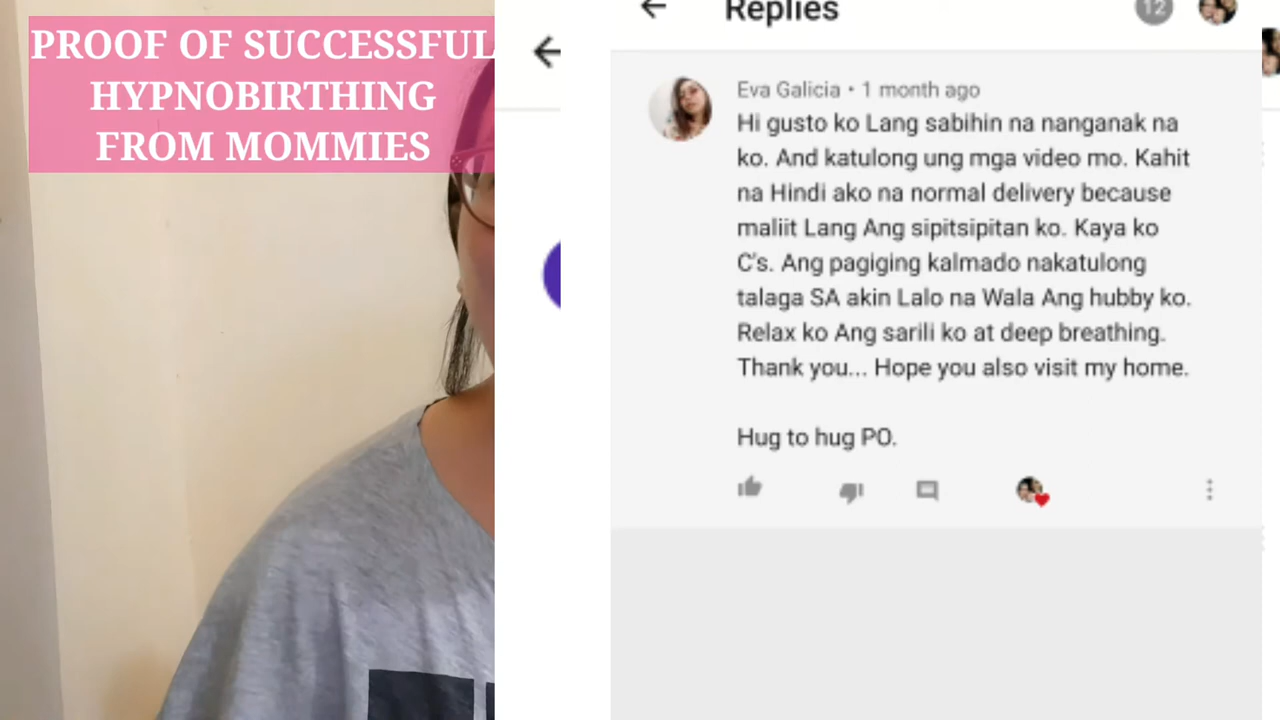 PROOF OF SUCCESSFUL
HYPNOBIRTHING
FROM MOMMIES
Replies
12
Eva Galicia • 1 month ago
Hi gusto ko Lang sabihin na nanganak na
ko. And katulong ung mga video mo. Kahit
na Hindi ako na normal delivery because
maliit Lang Ang sipitsipitan ko. Kaya ko
C's. Ang pagiging kalmado nakatulong
talaga SA akin Lalo na Wala Ang hubby ko.
Relax ko Ang sarili ko at deep breathing.
Thank you... Hope you also visit my home.
Hug to hug PO.